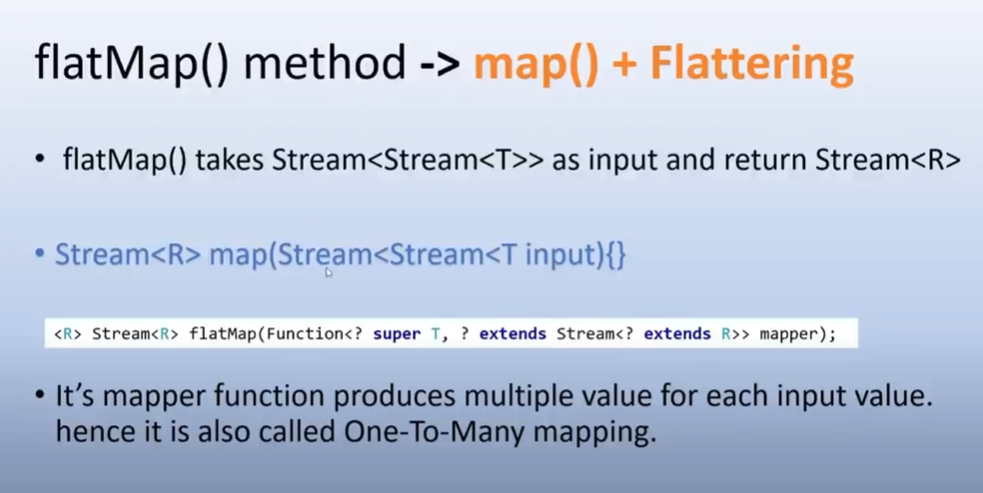 flatMap() method -> map() + Flattering
• flatMap() takes Stream<Stream<T>> as input and return Stream<R>
• Stream<R> map(Stream<Stream<T input){}
<R> Stream<R> flatMap(Function<? super T, ? extends Stream<? extends R>> mapper);
• It's mapper function produces multiple value for each input value.
hence it is also called One-To-Many mapping.